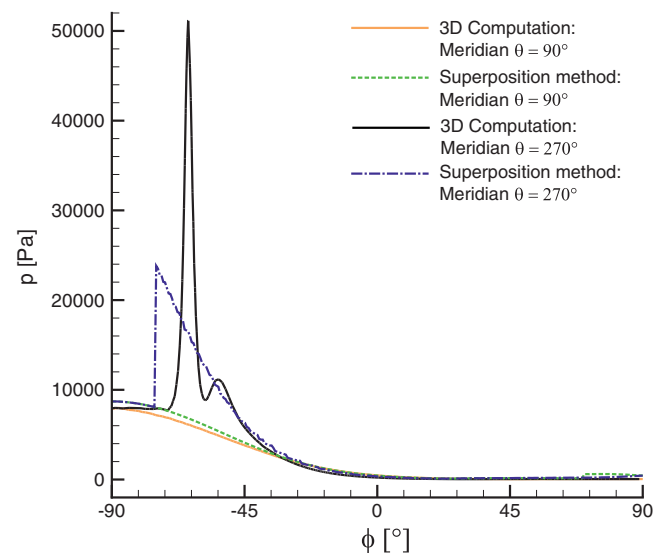 50000
40000
30000
20000
10000
0
p [Pa]
3D Computation:
Meridian θ = 90°
Superposition method:
Meridian θ = 90°
3D Computation:
Meridian θ = 270°
Superposition method:
Meridian θ = 270°
-90
-45
0
45
90
ϕ [°]